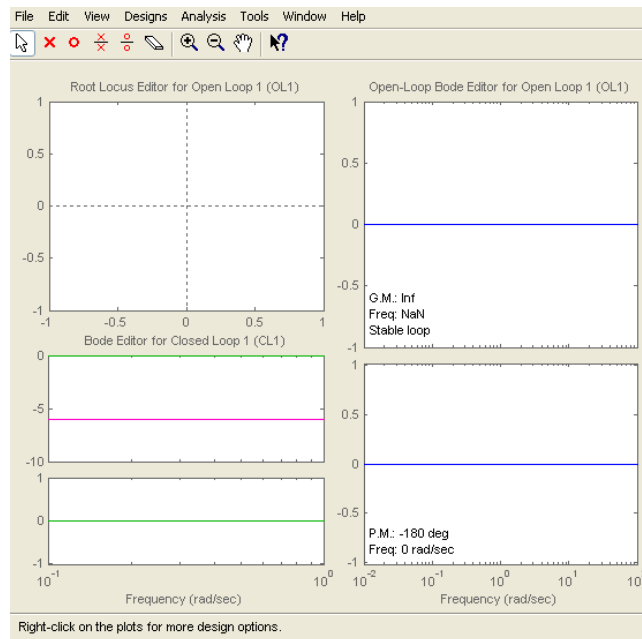 File Edit View Designs Analysis Tools Window Help
Root Locus Editor for Open Loop 1 (OL1)
1
0.5
0
-0.5
-1
-1 -0.5 0 0.5 1
Bode Editor for Closed Loop 1 (CL1)
0
-5
-10
1
0
-1
10^-1 10^0
Frequency (rad/sec)
Open-Loop Bode Editor for Open Loop 1 (OL1)
1
0.5
0
-0.5
-1
G.M.: Inf
Freq: NaN
Stable loop
1
0.5
0
-0.5
-1
P.M.: -180 deg
Freq: 0 rad/sec
10^-2 10^-1 10^0 10^1
Frequency (rad/sec)
Right-click on the plots for more design options.